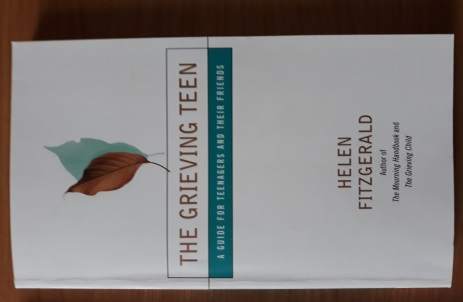 THE GRIEVING TEEN
A GUIDE FOR TEENAGERS AND THEIR FRIENDS
HELEN
FITZGERALD
Author of
The Mourning Handbook and
The Grieving Child